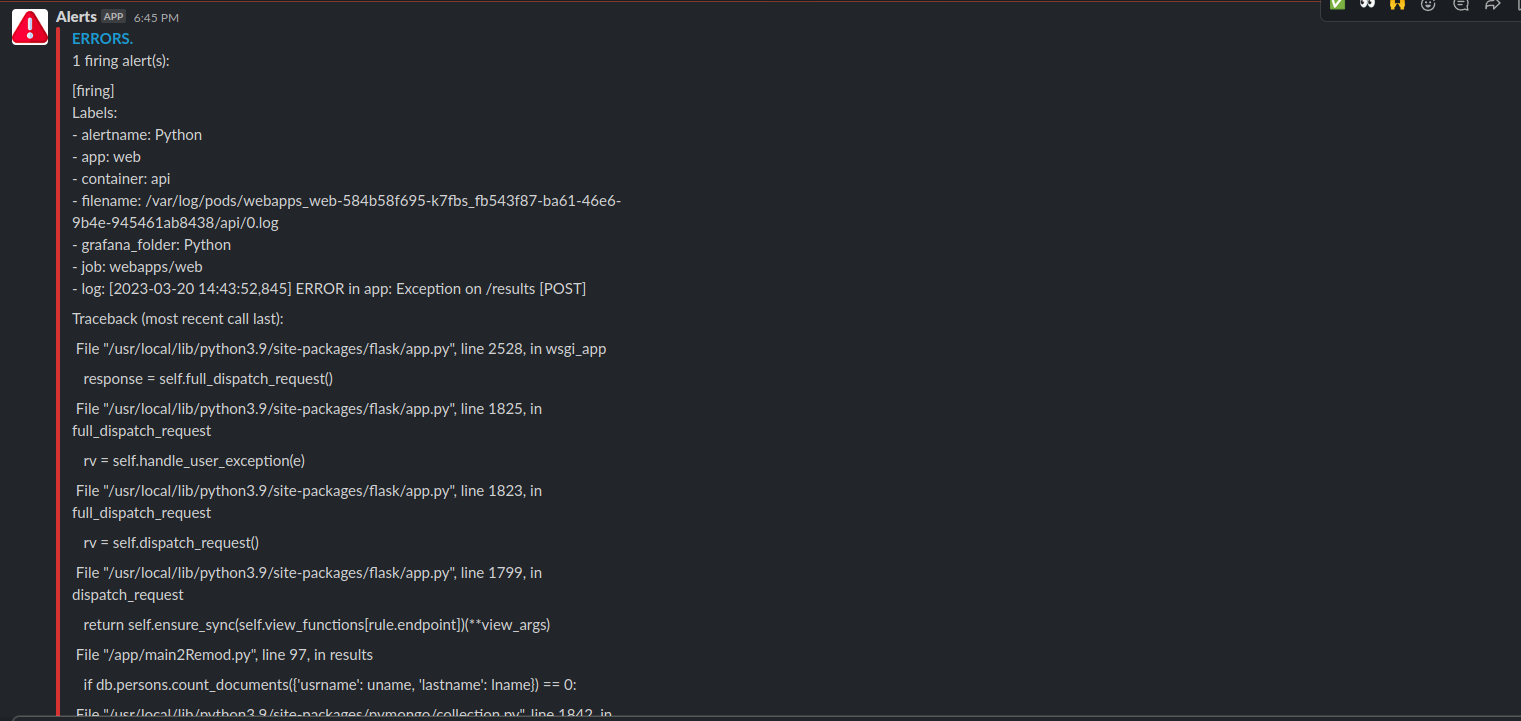 Alerts APP 6:45 PM
ERRORS.
1 firing alert(s):
[firing]
Labels:
- alertname: Python
- app: web
- container: api
- filename: /var/log/pods/webapps_web-584b58f695-k7fbs_fb543f87-ba61-46e6-
9b4e-945461ab8438/api/0.log
- grafana_folder: Python
- job: webapps/web
- log: [2023-03-20 14:43:52,845] ERROR in app: Exception on /results [POST]
Traceback (most recent call last):
File "/usr/local/lib/python3.9/site-packages/flask/app.py", line 2528, in wsgi_app
response = self.full_dispatch_request()
File "/usr/local/lib/python3.9/site-packages/flask/app.py", line 1825, in
full_dispatch_request
rv = self.handle_user_exception(e)
File "/usr/local/lib/python3.9/site-packages/flask/app.py", line 1823, in
full_dispatch_request
rv = self.dispatch_request()
File "/usr/local/lib/python3.9/site-packages/flask/app.py", line 1799, in
dispatch_request
return self.ensure_sync(self.view_functions[rule.endpoint])(**view_args)
File "/app/main2Remod.py", line 97, in results
if db.persons.count_documents({'usrname': uname, 'lastname': lname}) == 0:
File "/usr/local/lib/python3.9/site-packages/pymongo/collection.py", line 1842, in